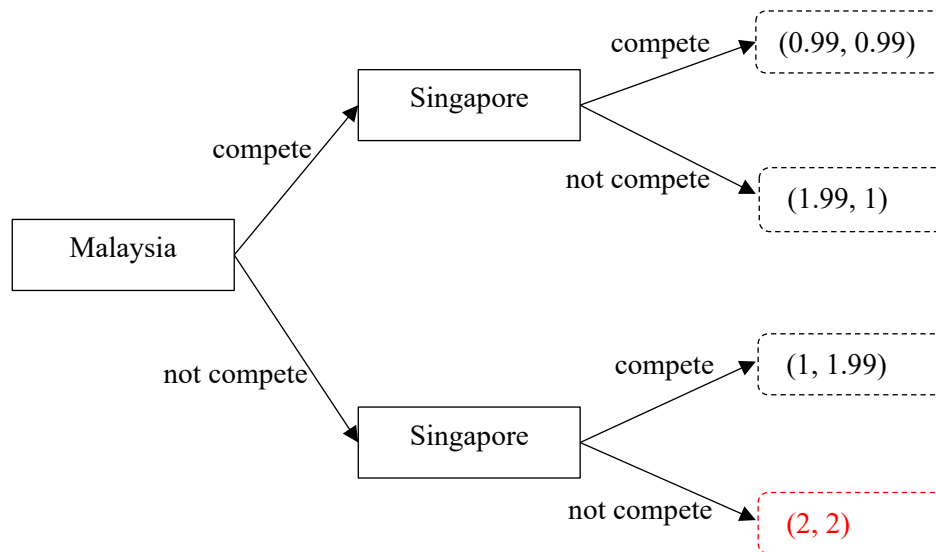 compete
(0.99, 0.99)
Singapore
compete
not compete
(1.99, 1)
Malaysia
not compete
compete
(1, 1.99)
Singapore
not compete
(2, 2)